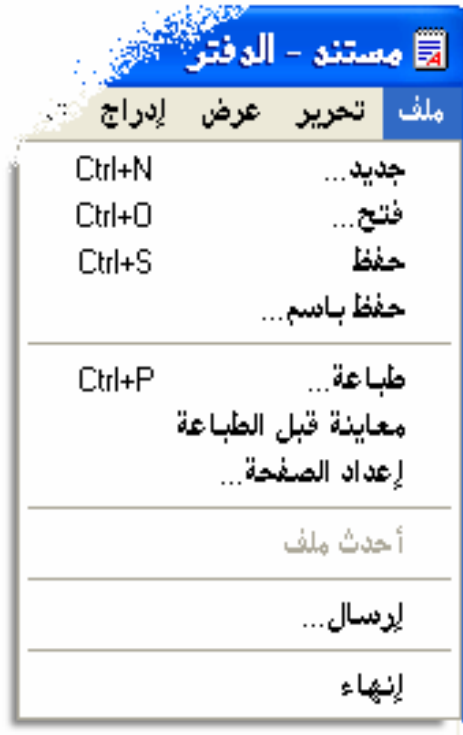 مستند - الدفتر
ملف تحرير عرض إدراج
جديد... Ctrl+N
فتح... Ctrl+O
حفظ Ctrl+S
حفظ باسم...
طباعة... Ctrl+P
معاينة قبل الطباعة
إعداد الصفحة...
أحدث ملف
إرسال...
إنهاء